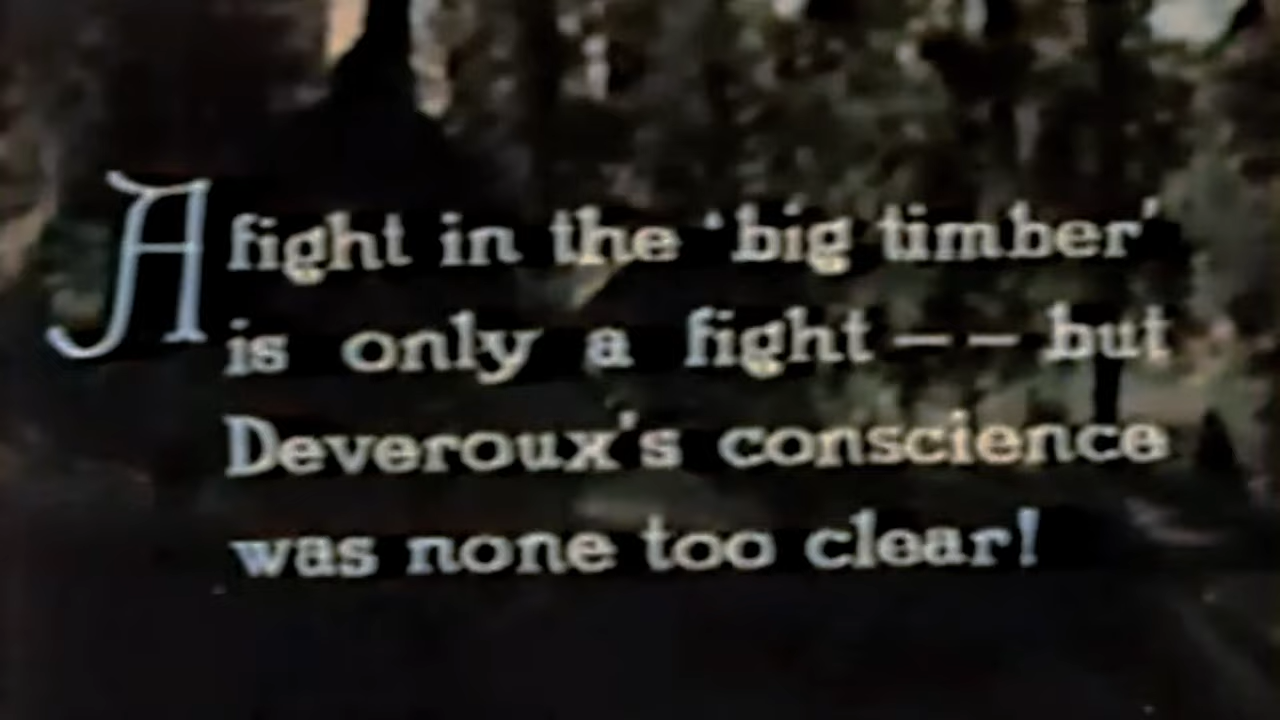 A fight in the 'big timber'
is only a fight -- but
Deveroux's conscience
was none too clear!